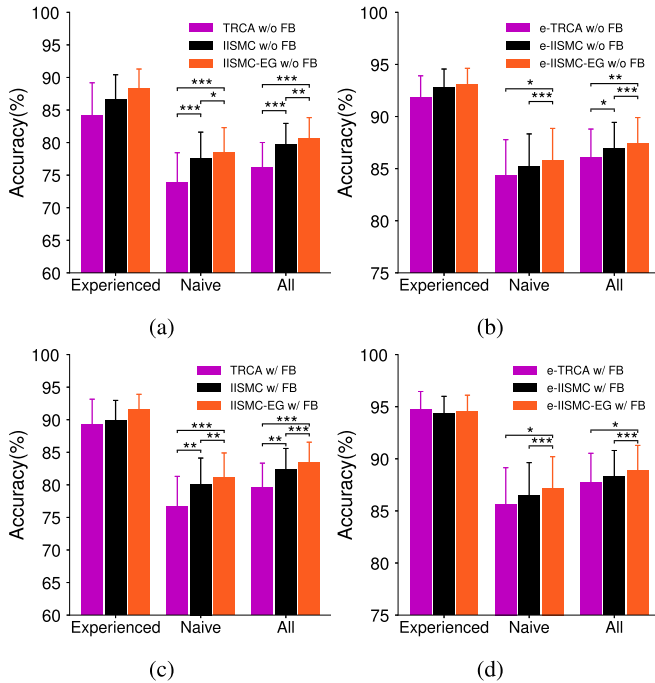 100
95
90
85
80
75
70
65
60
Accuracy(%)
TRCA w/o FB
IISMC w/o FB
IISMC-EG w/o FB
***
***
*
***
***
**
Experienced
Naive
All
(a)
100
95
90
85
80
75
Accuracy(%)
e-TRCA w/o FB
e-IISMC w/o FB
e-IISMC-EG w/o FB
*
***
**
*
***
Experienced
Naive
All
(b)
100
95
90
85
80
75
70
65
60
Accuracy(%)
TRCA w/ FB
IISMC w/ FB
IISMC-EG w/ FB
***
**
**
***
**
***
Experienced
Naive
All
(c)
100
95
90
85
80
75
Accuracy(%)
e-TRCA w/ FB
e-IISMC w/ FB
e-IISMC-EG w/ FB
*
***
*
***
Experienced
Naive
All
(d)